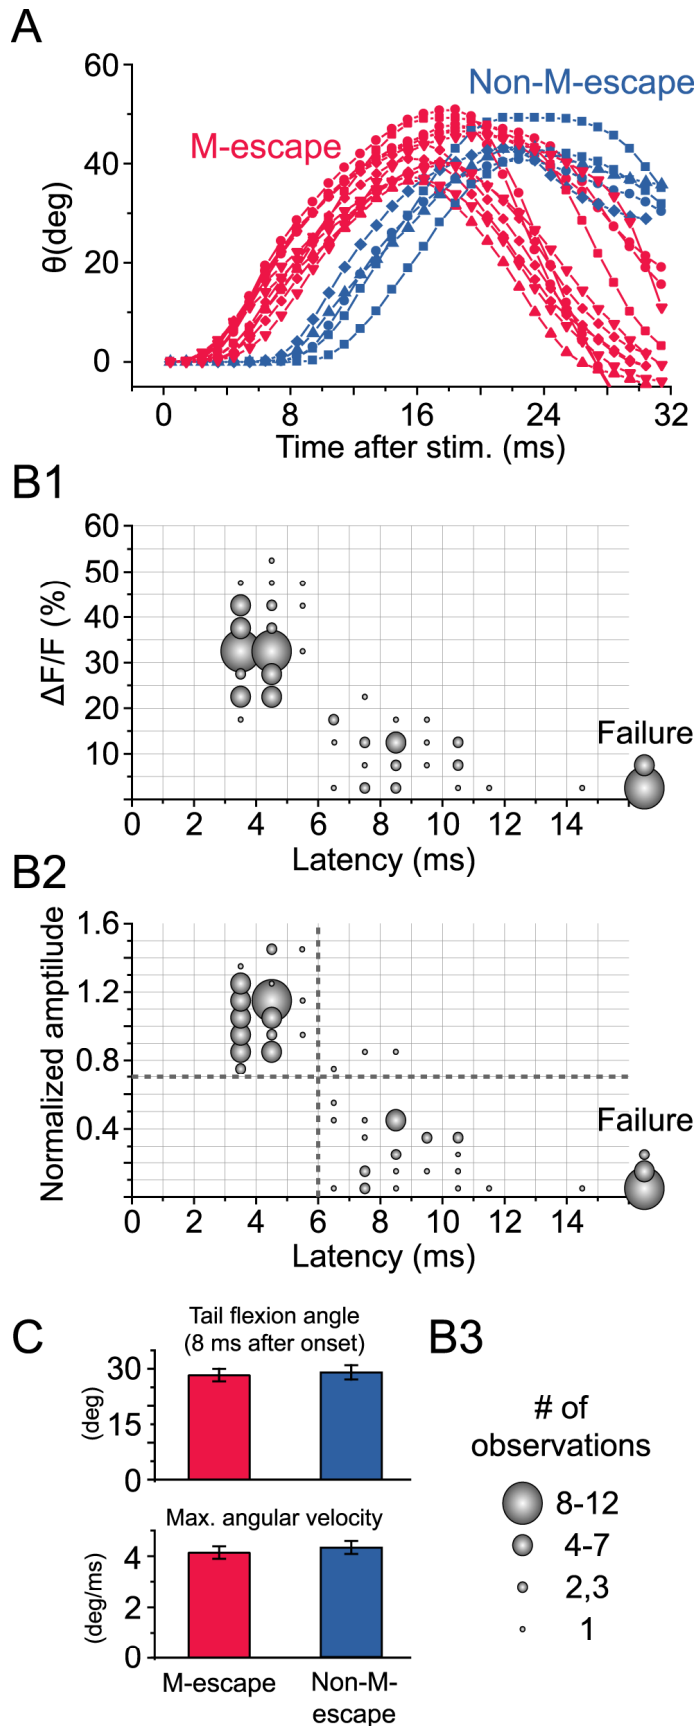 A
60
40
20
0
θ(deg)
Non-M-escape
M-escape
0 8 16 24 32
Time after stim. (ms)
B1
60
50
40
30
20
10
ΔF/F (%)
Failure
0 2 4 6 8 10 12 14
Latency (ms)
B2
1.6
1.2
0.8
0.4
Normalized amptilude
Failure
0 2 4 6 8 10 12 14
Latency (ms)
C
Tail flexion angle
(8 ms after onset)
30
15
0
(deg)
Max. angular velocity
4
2
0
(deg/ms)
M-escape
Non-M-
escape
B3
# of
observations
8-12
4-7
2,3
1